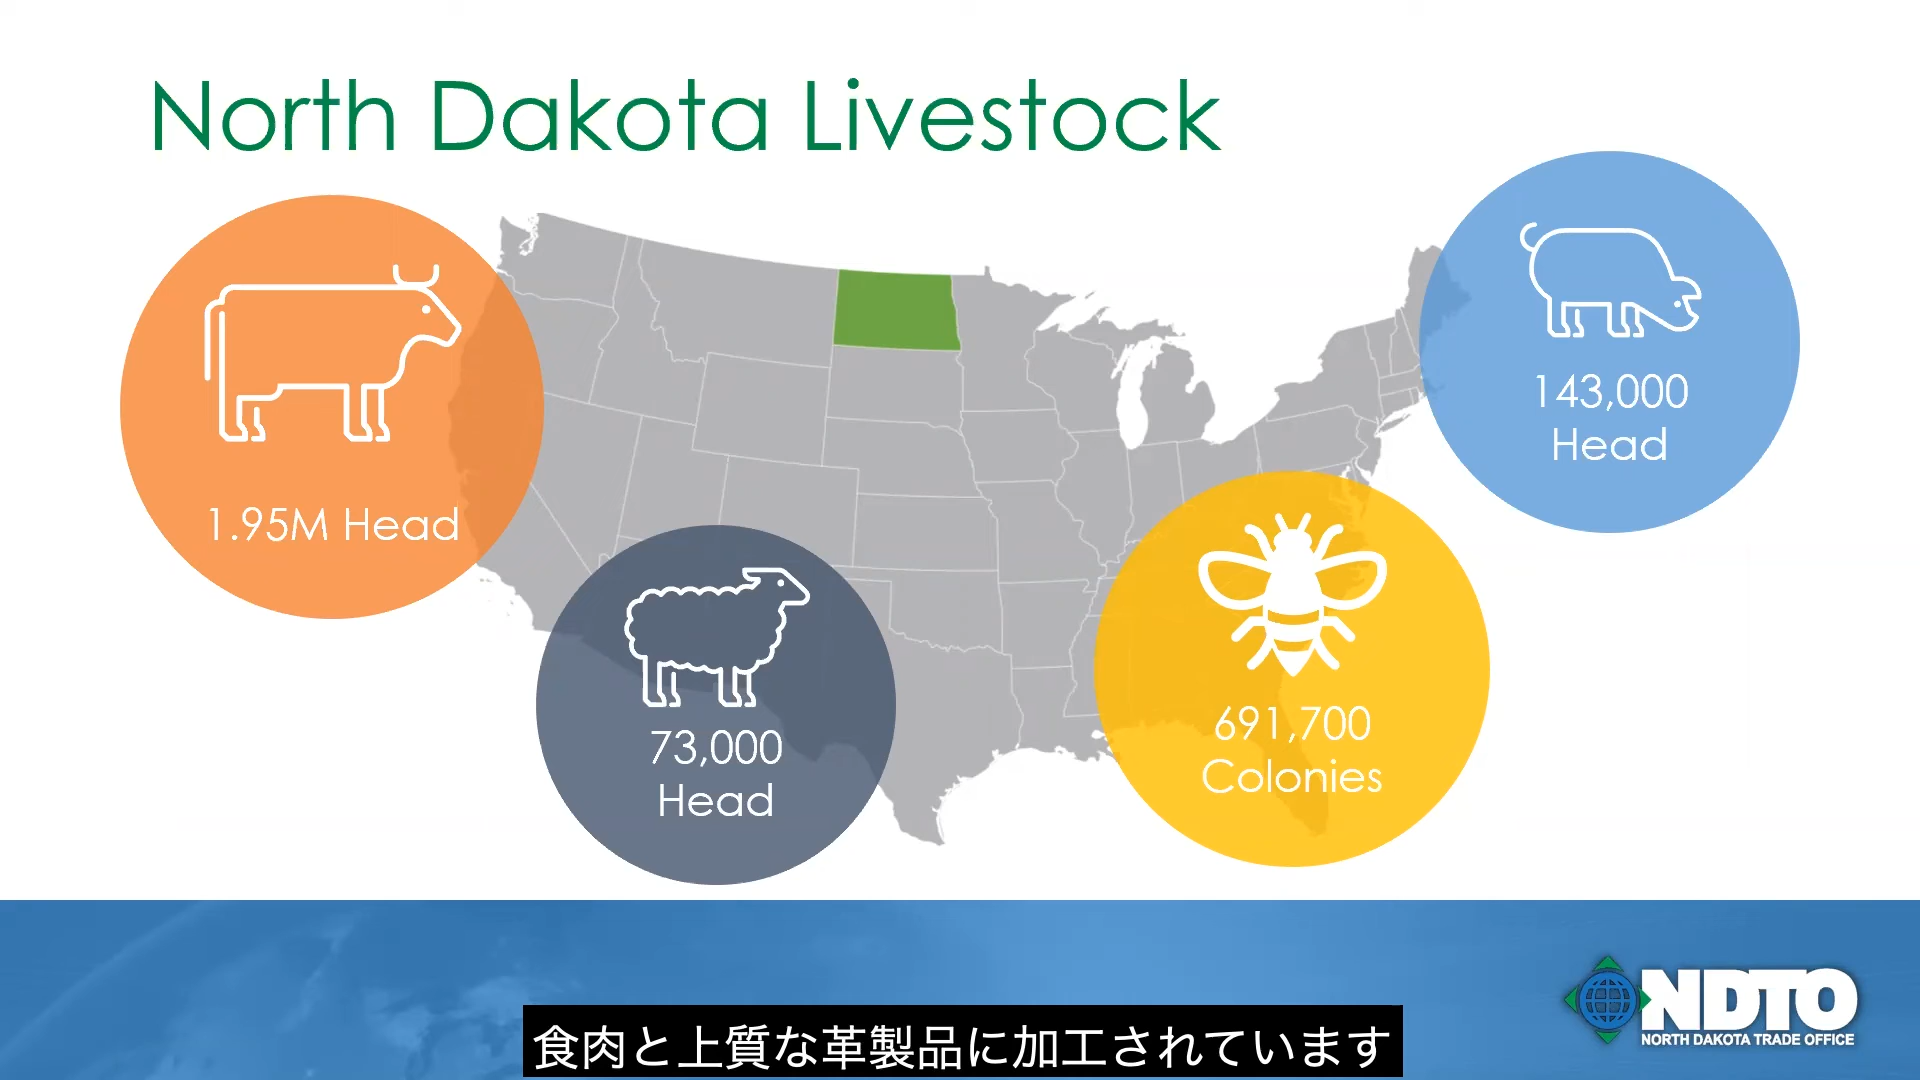 North Dakota Livestock
1.95M Head
73,000
Head
691,700
Colonies
143,000
Head
NDTO
NORTH DAKOTA TRADE OFFICE
食肉と上質な革製品に加工されています